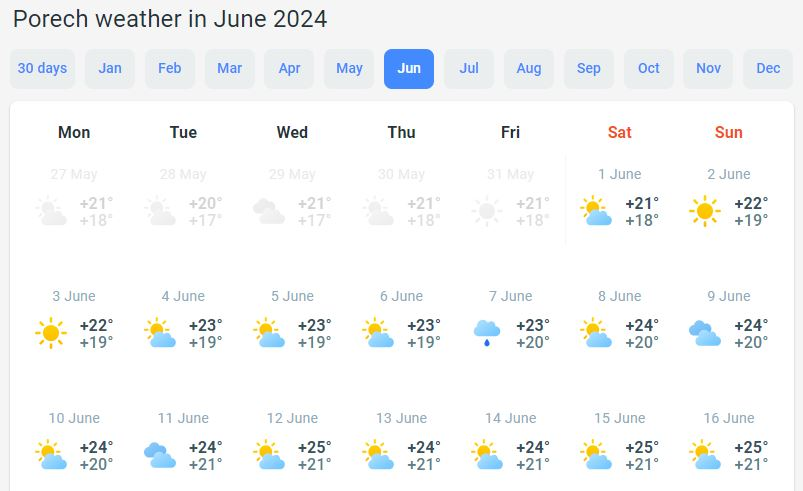 Porech weather in June 2024
30 days Jan Feb Mar Apr May Jun Jul Aug Sep Oct Nov Dec
Mon Tue Wed Thu Fri Sat Sun
27 May 28 May 29 May 30 May 31 May 1 June 2 June
+21° +20° +21° +21° +21° +21° +22°
+18° +17° +17° +18° +18° +18° +19°
3 June 4 June 5 June 6 June 7 June 8 June 9 June
+22° +23° +23° +23° +23° +24° +24°
+19° +19° +19° +19° +20° +20° +20°
10 June 11 June 12 June 13 June 14 June 15 June 16 June
+24° +24° +25° +24° +24° +25° +25°
+20° +21° +21° +21° +21° +21° +21°